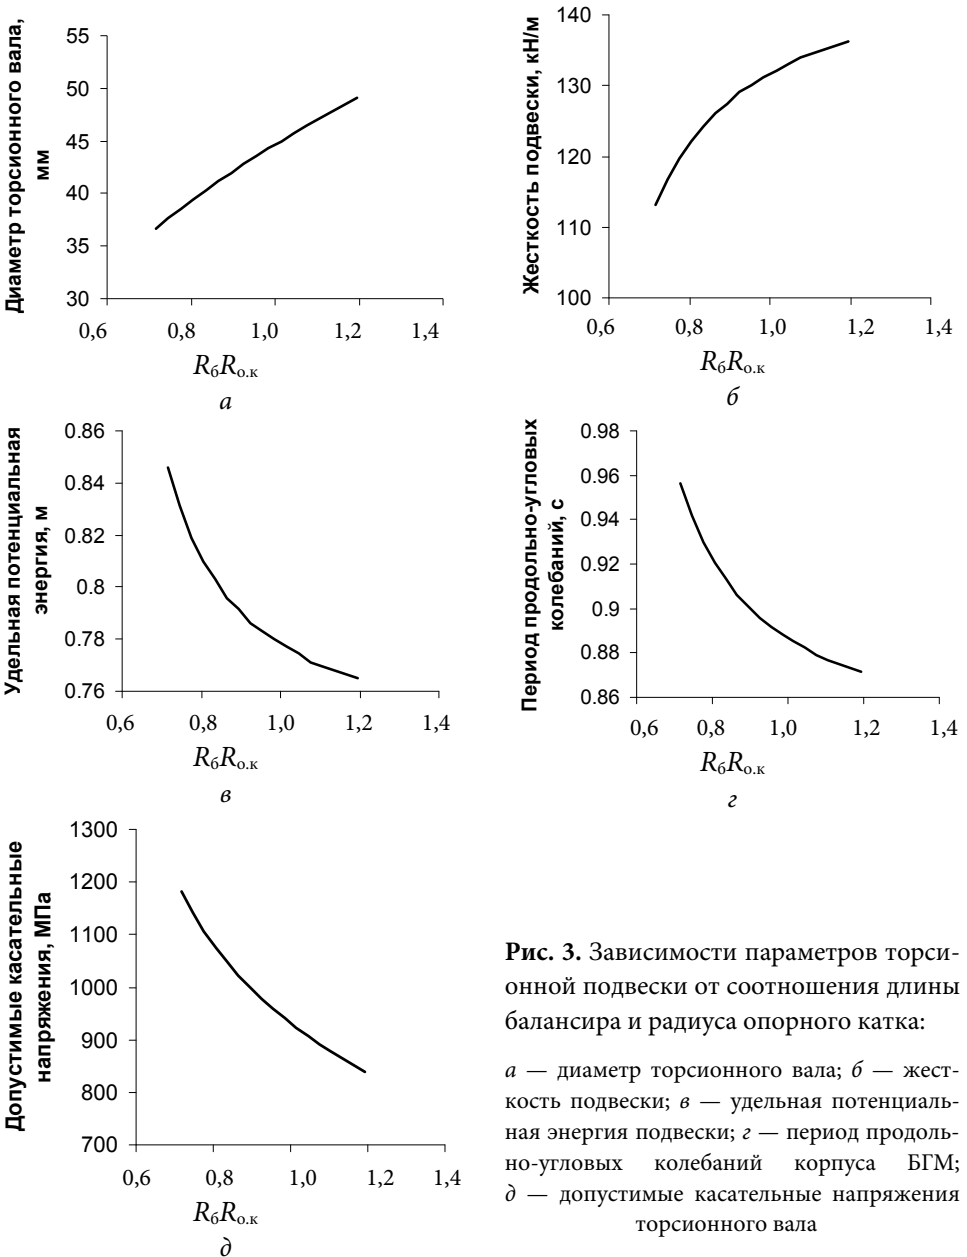 Диаметр торсионного вала,
мм
55
50
45
40
35
30
0,6 0,8 1,0 1,2 1,4
RбRо.к
а
Жесткость подвески, кН/м
140
130
120
110
100
0,6 0,8 1,0 1,2 1,4
RбRо.к
б
Удельная потенциальная
энергия, м
0.86
0.84
0.82
0.8
0.78
0.76
0,6 0,8 1,0 1,2 1,4
RбRо.к
в
Период продольно-угловых
колебаний, с
0.98
0.96
0.94
0.92
0.9
0.88
0.86
0,6 0,8 1,0 1,2 1,4
RбRо.к
г
Допустимые касательные
напряжения, МПа
1300
1200
1100
1000
900
800
700
0,6 0,8 1,0 1,2 1,4
RбRо.к
д
Рис. 3. Зависимости параметров торси-
онной подвески от соотношения длины
балансира и радиуса опорного катка:
а — диаметр торсионного вала; б — жест-
кость подвески; в — удельная потенциаль-
ная энергия подвески; г — период продоль-
но-угловых колебаний корпуса БГМ;
д — допустимые касательные напряжения
торсионного вала